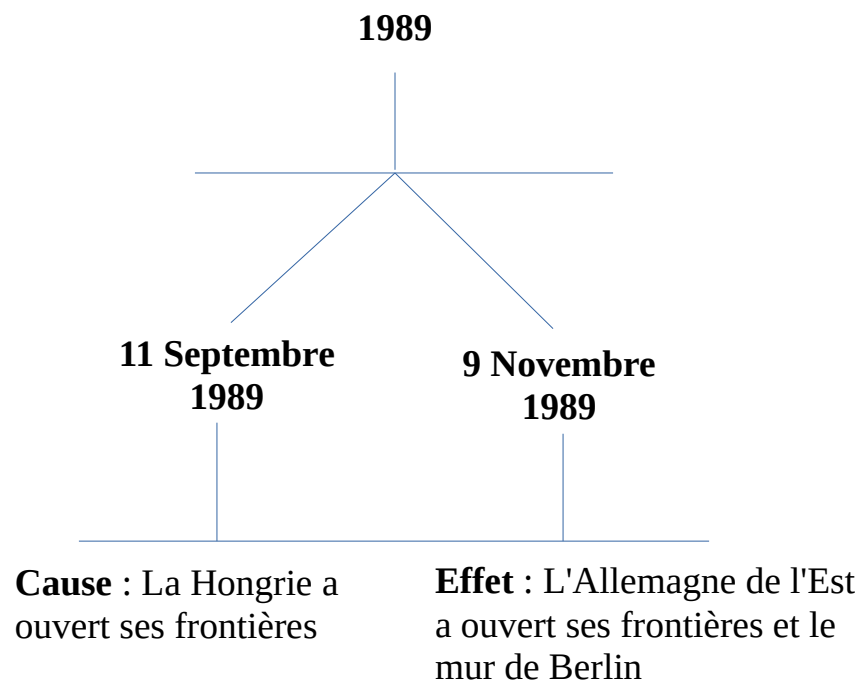 1989
11 Septembre
1989
9 Novembre
1989
Cause : La Hongrie a
ouvert ses frontières
Effet : L'Allemagne de l'Est
a ouvert ses frontières et le
mur de Berlin